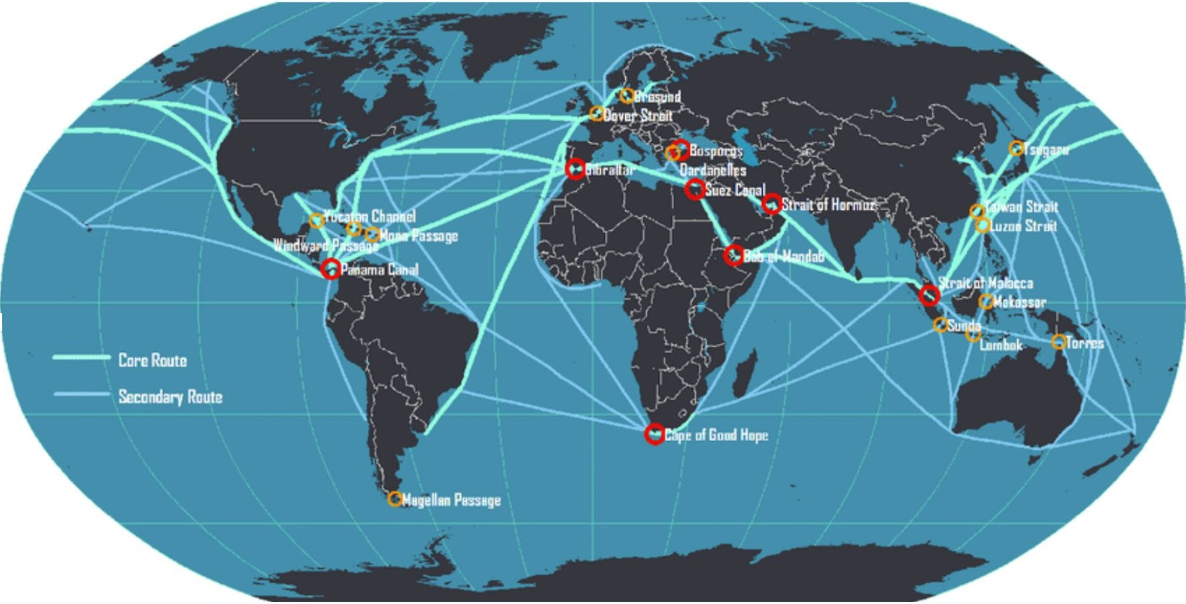 Oresund
Dover Strait
Bosporus
Dardanelles
Gibraltar
Suez Canal
Strait of Hormuz
Tsugaru
Taiwan Strait
Luzon Strait
Yucatan Channel
Mona Passage
Windward Passage
Bab el Mandab
Panama Canal
Strait of Malacca
Makassar
Sunda
Lombok
Torres
Core Route
Secondary Route
Cape of Good Hope
Magellan Passage